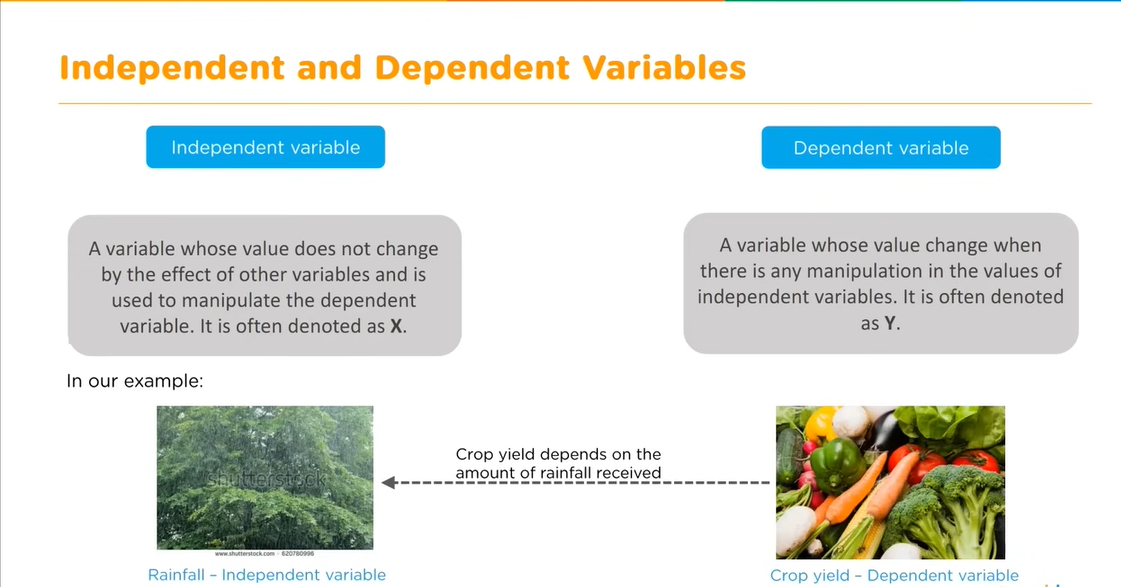 Independent and Dependent Variables
Independent variable
Dependent variable
A variable whose value does not change
by the effect of other variables and is
used to manipulate the dependent
variable. It is often denoted as X.
A variable whose value change when
there is any manipulation in the values of
independent variables. It is often denoted
as Y.
In our example:
Crop yield depends on the
amount of rainfall received
shutterstock
www.shutterstock.com · 620780996
Rainfall – Independent variable
Crop yield – Dependent variable